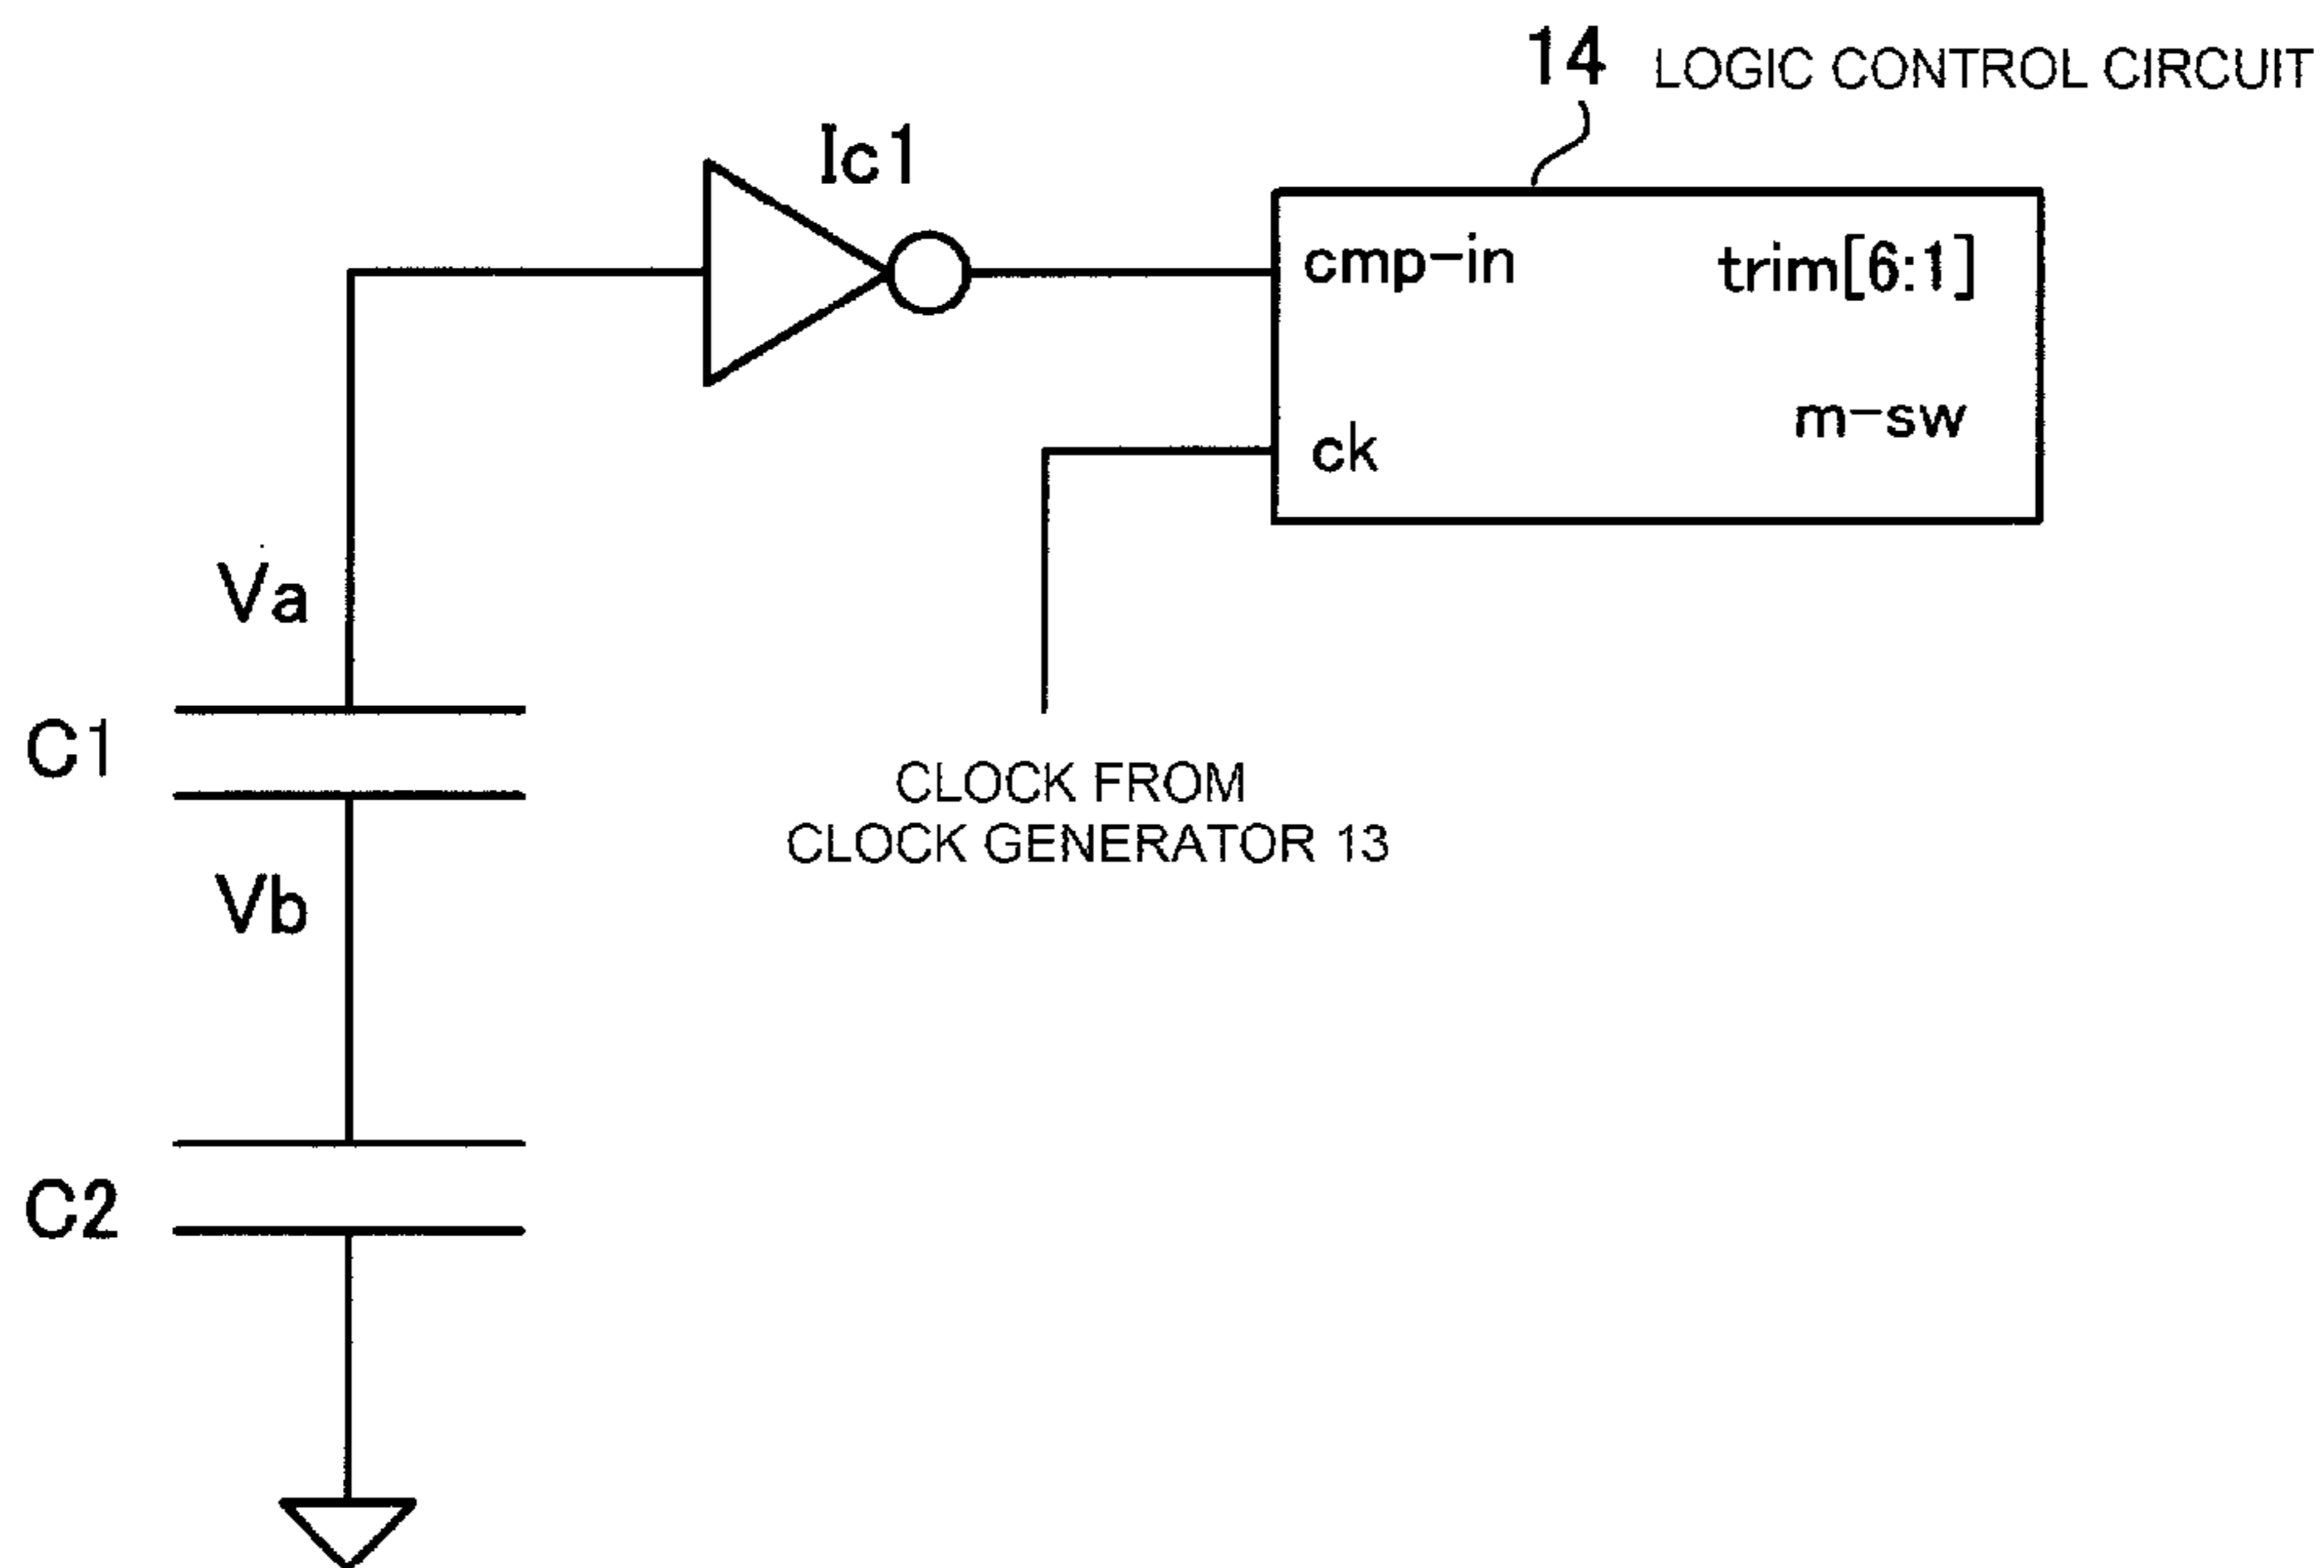 14 LOGIC CONTROL CIRCUIT
Ic1
cmp-in trim[6:1]
m-sw
ck
Va
C1
CLOCK FROM
CLOCK GENERATOR 13
Vb
C2